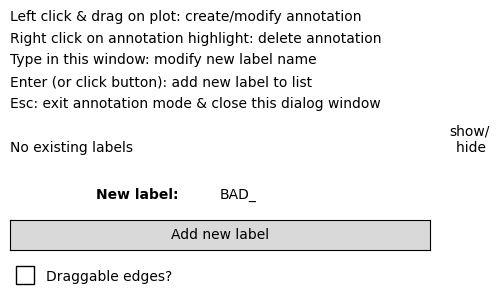 Left click & drag on plot: create/modify annotation
Right click on annotation highlight: delete annotation
Type in this window: modify new label name
Enter (or click button): add new label to list
Esc: exit annotation mode & close this dialog window
show/
hide
No existing labels
New label: BAD_
Add new label
Draggable edges?